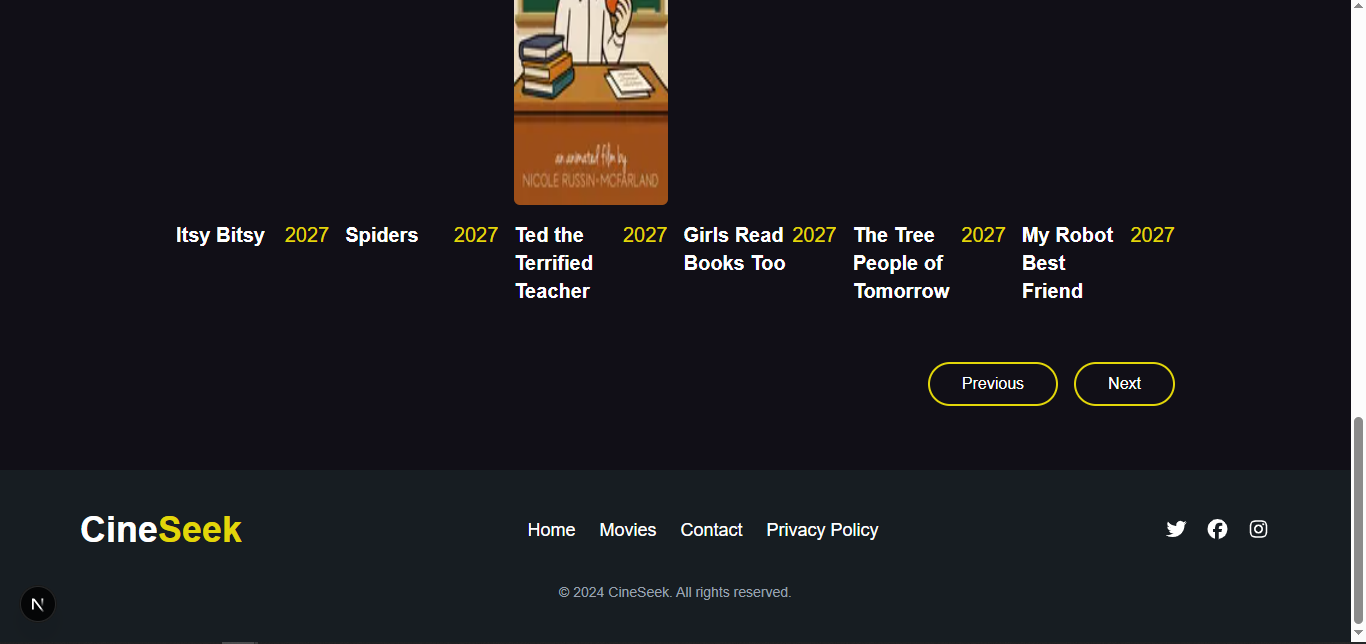 an animated film by
NICOLE RUSSIN-MCFARLAND
Itsy Bitsy 2027 Spiders 2027 Ted the 2027 Girls Read 2027 The Tree 2027 My Robot 2027
Terrified Books Too People of Best
Teacher Tomorrow Friend
Previous Next
CineSeek Home Movies Contact Privacy Policy
© 2024 CineSeek. All rights reserved.
N